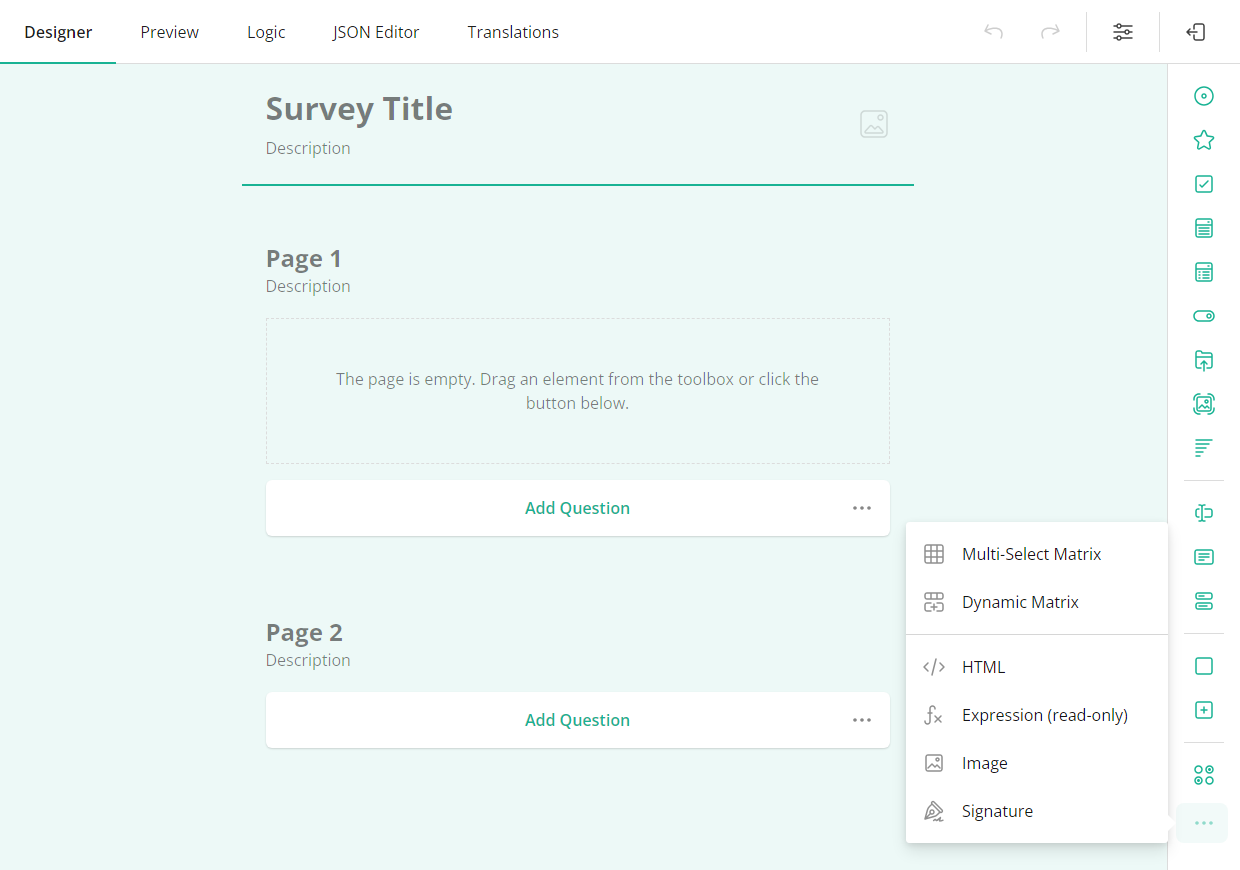 Designer
Preview
Logic
JSON Editor
Translations
Survey Title
Description
Page 1
Description
The page is empty. Drag an element from the toolbox or click the
button below.
Add Question
Page 2
Description
Add Question
Multi-Select Matrix
Dynamic Matrix
HTML
Expression (read-only)
Image
Signature